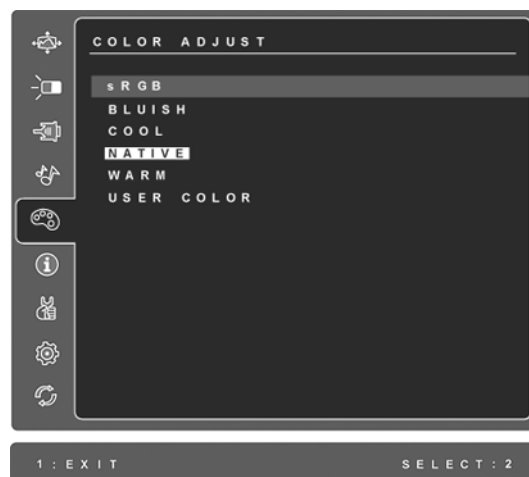 COLOR ADJUST
sRGB
BLUISH
COOL
NATIVE
WARM
USER COLOR
1:EXIT SELECT:2